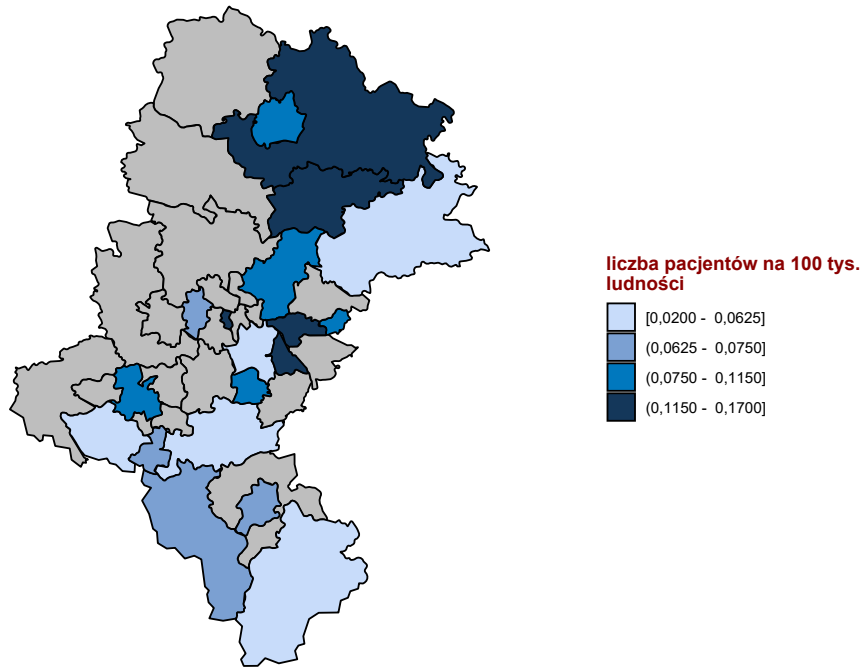 liczba pacjentów na 100 tys.
ludności
[0,0200 - 0,0625]
(0,0625 - 0,0750]
(0,0750 - 0,1150]
(0,1150 - 0,1700]